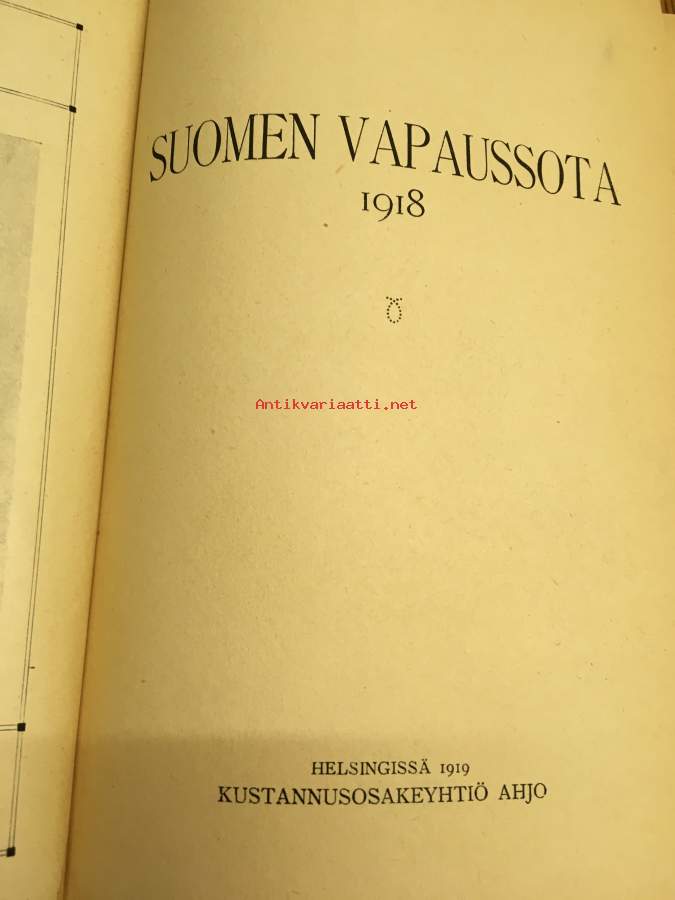 SUOMEN VAPAUSSOTA
1918
Antikvariaatti.net
HELSINGISSÄ 1919
KUSTANNUSOSAKEYHTIÖ AHJO